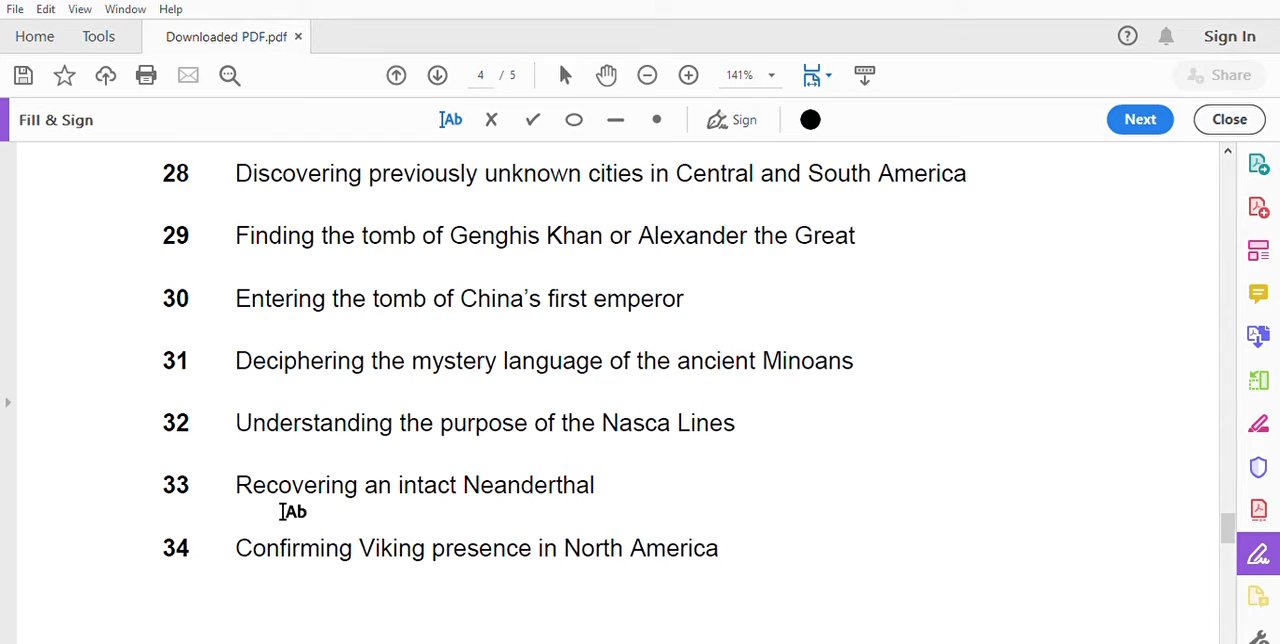 File Edit View Window Help
Home Tools Downloaded PDF.pdf ×
? Sign In
4 / 5 141% Share
Fill & Sign Ab Sign Next Close
28 Discovering previously unknown cities in Central and South America
29 Finding the tomb of Genghis Khan or Alexander the Great
30 Entering the tomb of China’s first emperor
31 Deciphering the mystery language of the ancient Minoans
32 Understanding the purpose of the Nasca Lines
33 Recovering an intact Neanderthal
Ab
34 Confirming Viking presence in North America